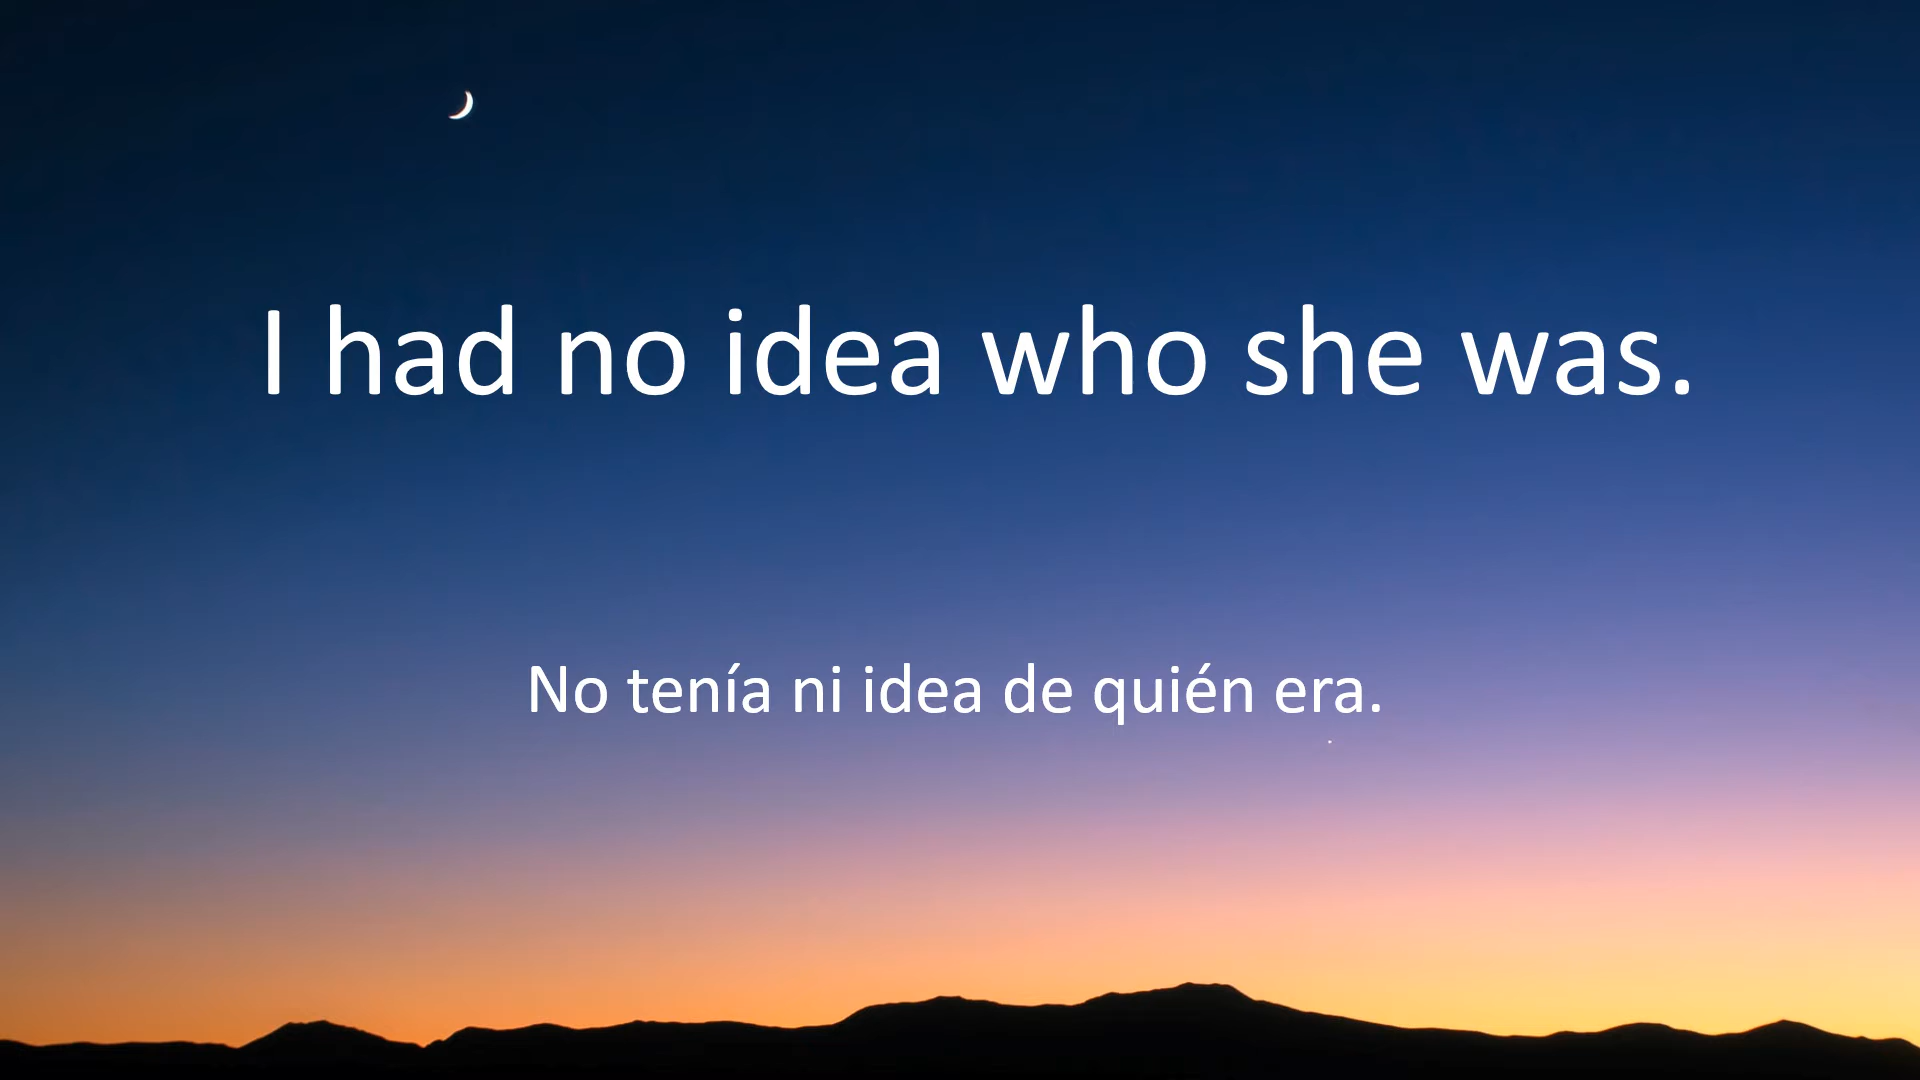 I had no idea who she was.
No tenía ni idea de quién era.